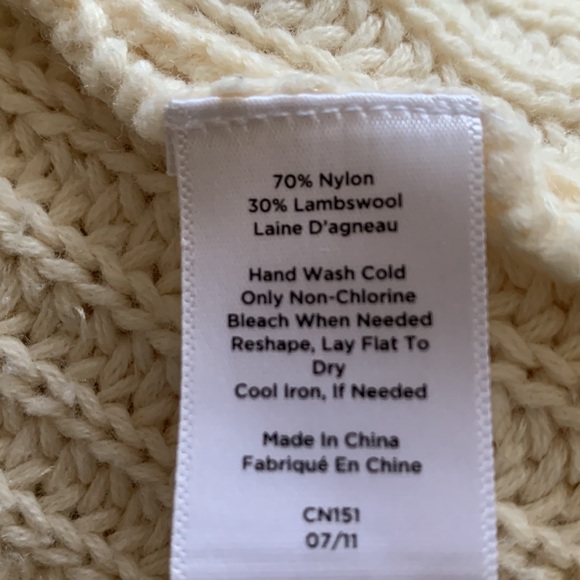 70% Nylon
30% Lambswool
Laine D'agneau
Hand Wash Cold
Only Non-Chlorine
Bleach When Needed
Reshape, Lay Flat To
Dry
Cool Iron, If Needed
Made In China
Fabriqué En Chine
CN151
07/11